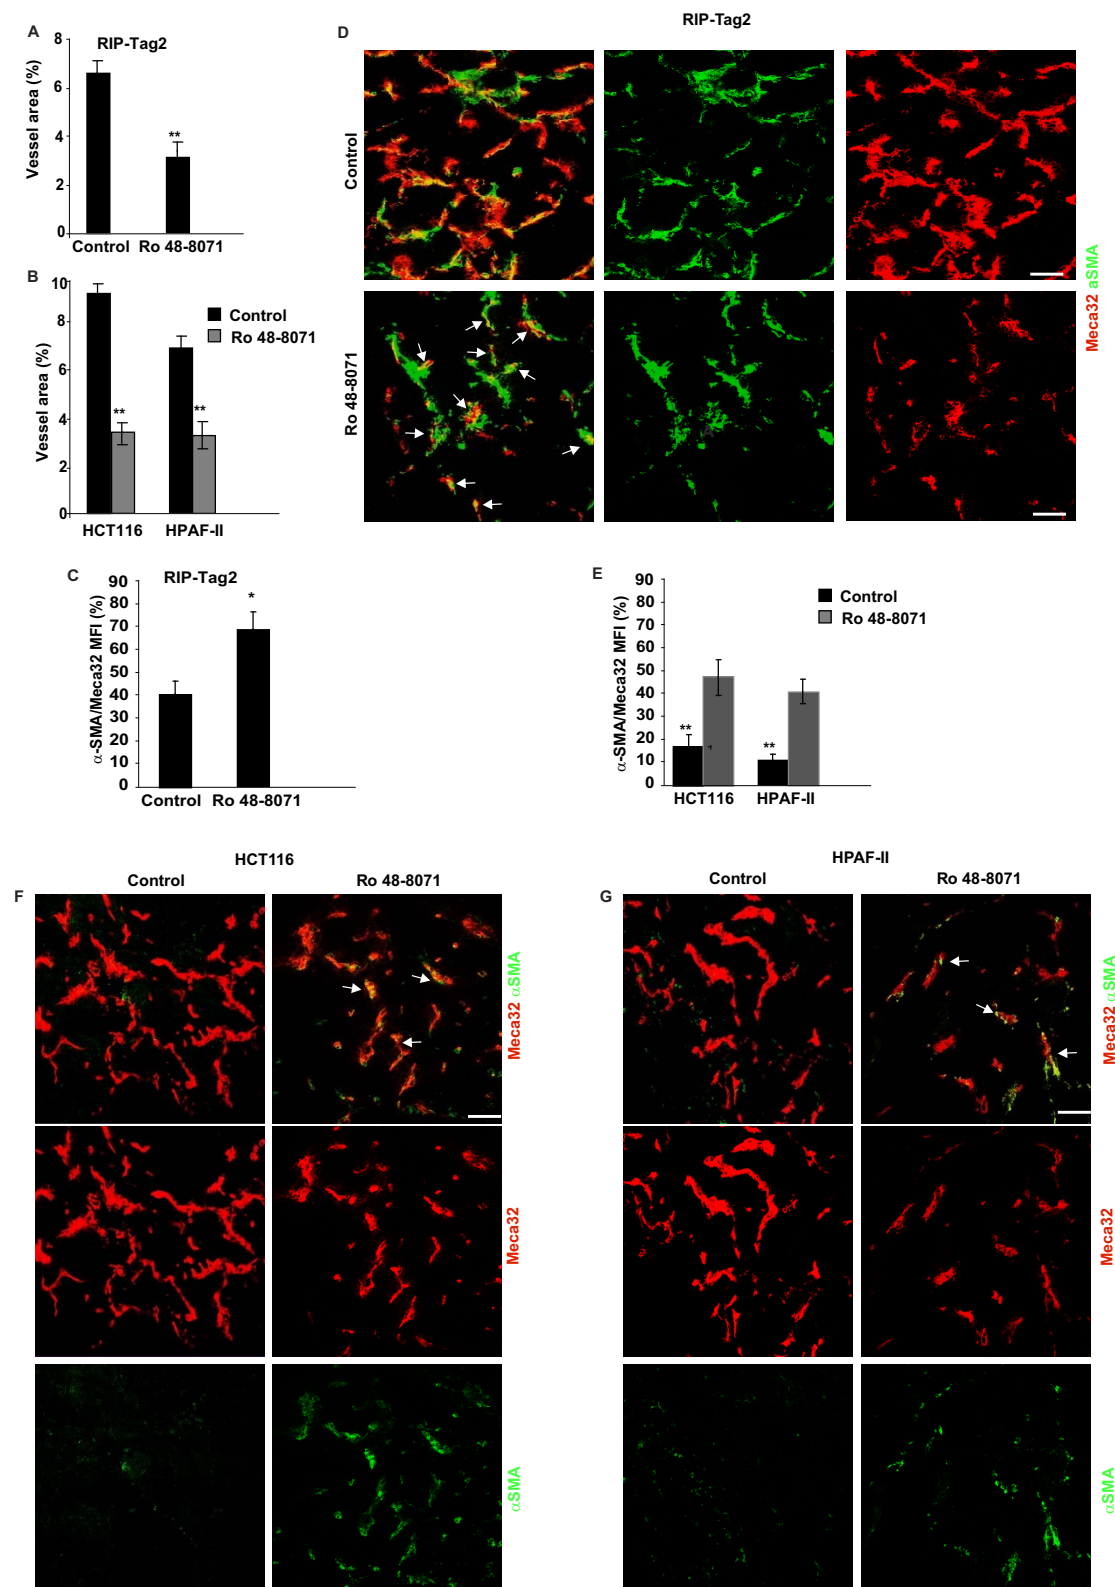 A
RIP-Tag2
Vessel area (%)
8
6
4
2
0
**
Control
Ro 48-8071
B
Vessel area (%)
10
8
6
4
2
0
Control
Ro 48-8071
**
**
HCT116
HPAF-II
C
RIP-Tag2
α-SMA/Meca32 MFI (%)
90
80
70
60
50
40
30
20
10
0
*
Control
Ro 48-8071
D
RIP-Tag2
Control
Ro 48-8071
Meca32 aSMA
E
α-SMA/Meca32 MFI (%)
90
80
70
60
50
40
30
20
10
0
Control
Ro 48-8071
**
**
HCT116
HPAF-II
F
HCT116
Control
Ro 48-8071
Meca32 αSMA
Meca32
αSMA
G
HPAF-II
Control
Ro 48-8071
Meca32 αSMA
Meca32
αSMA